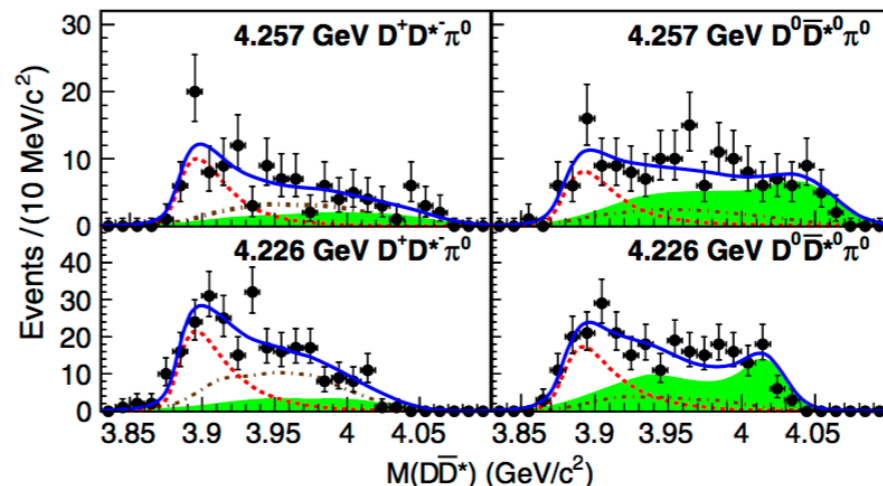 4.257 GeV D⁺D*⁻π⁰
4.257 GeV D⁰D̅*⁰π⁰
30
20
10
0
4.226 GeV D⁺D*⁻π⁰
4.226 GeV D⁰D̅*⁰π⁰
40
30
20
10
0
Events /(10 MeV/c²)
3.85 3.9 3.95 4 4.05 3.85 3.9 3.95 4 4.05
M(DD̅*) (GeV/c²)